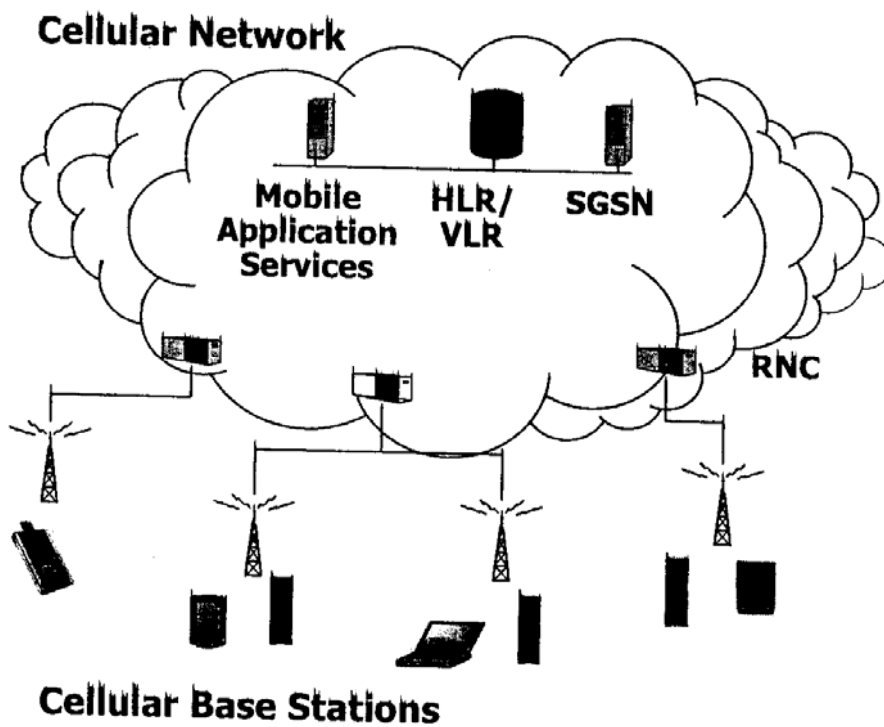 Cellular Network
Mobile
Application
Services
HLR/
VLR
SGSN
RNC
Cellular Base Stations